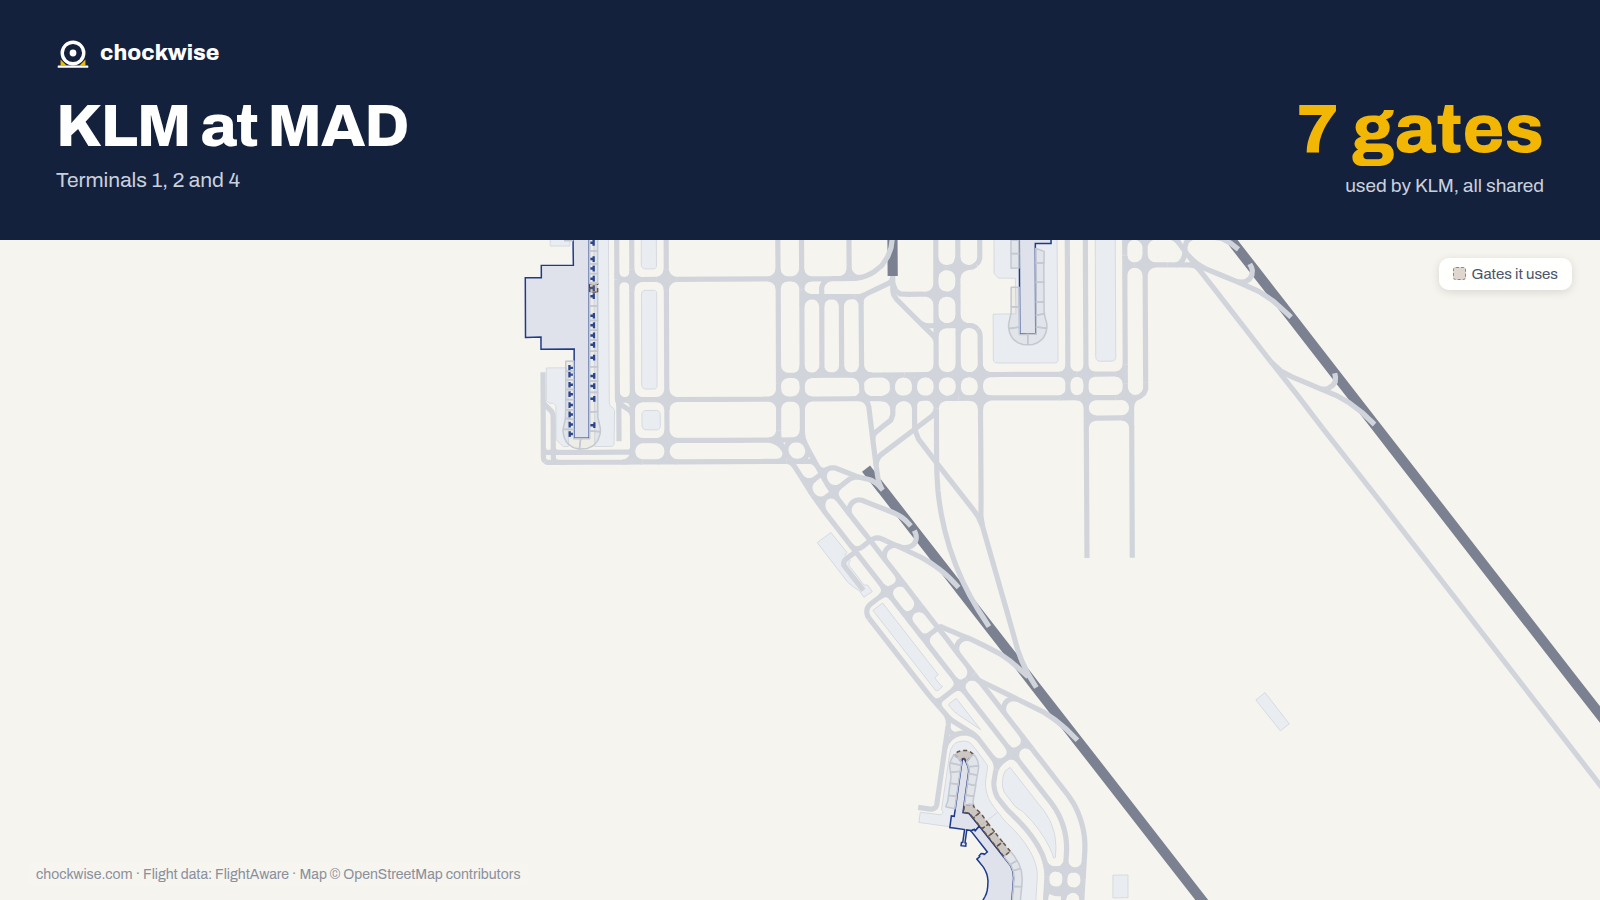 chockwise
KLM at MAD
Terminals 1, 2 and 4
7 gates
used by KLM, all shared
Gates it uses
chockwise.com · Flight data: FlightAware · Map © OpenStreetMap contributors